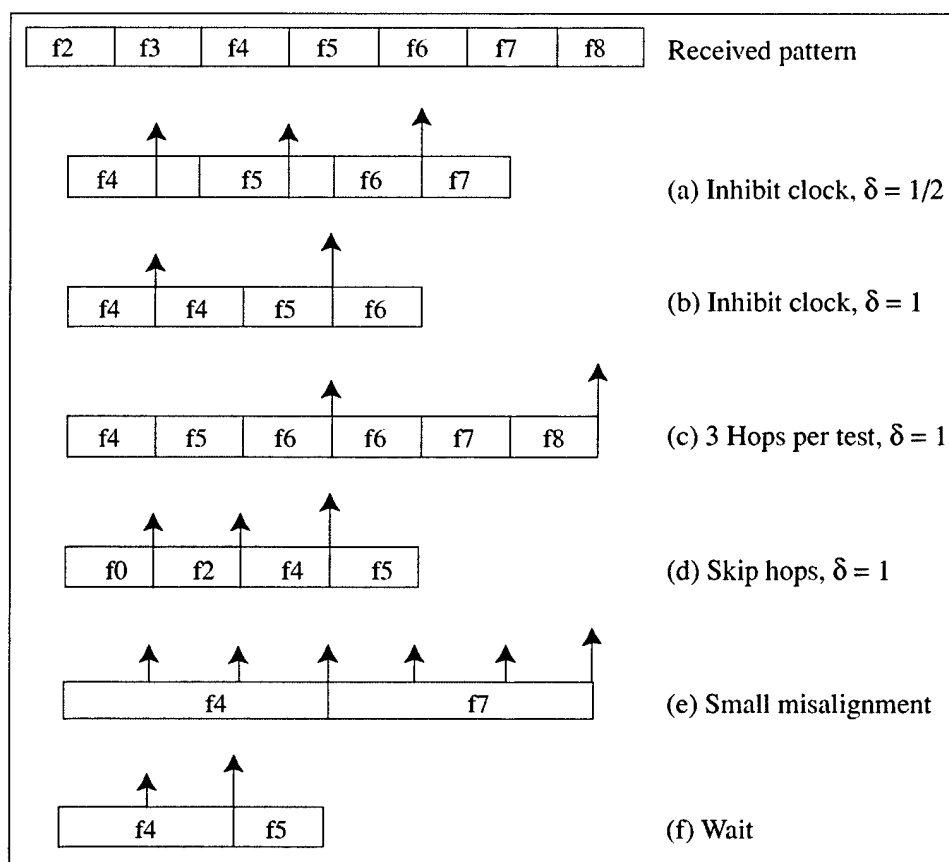 f2 f3 f4 f5 f6 f7 f8 Received pattern
f4 f5 f6 f7 (a) Inhibit clock, δ = 1/2
f4 f4 f5 f6 (b) Inhibit clock, δ = 1
f4 f5 f6 f6 f7 f8 (c) 3 Hops per test, δ = 1
f0 f2 f4 f5 (d) Skip hops, δ = 1
f4 f7 (e) Small misalignment
f4 f5 (f) Wait